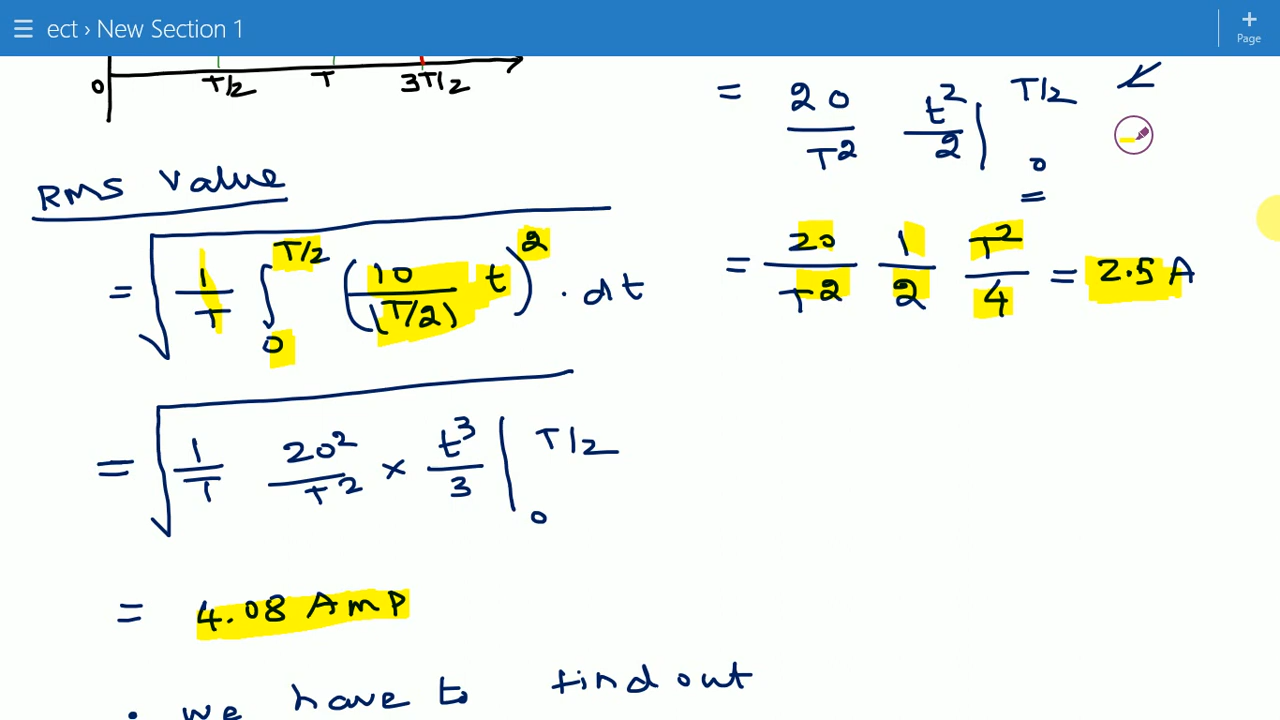 ect › New Section 1
Page
0 T/2 T 3T/2
RMS Value
= √ 1/T ∫₀^T/2 (10/(T/2) t)² . dt
= √ 1/T 20²/T² × t³/3 |₀^T/2
= 4.08 Amp
. we have to find out
= 20/T² t²/2 |₀^T/2
= 20/T² 1/2 T²/4 = 2.5 A